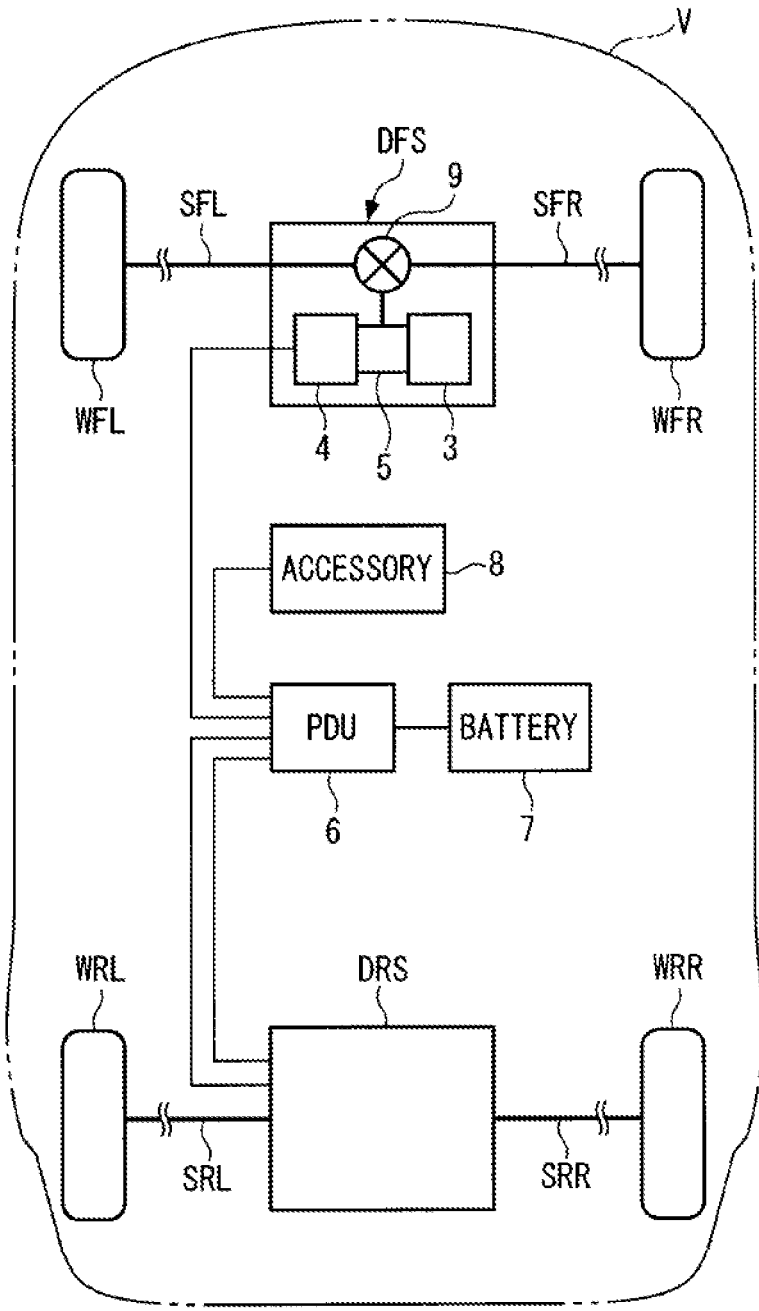 V
DFS
9
SFL
SFR
WFL
4
5
3
WFR
ACCESSORY
8
PDU
BATTERY
6
7
WRL
DRS
WRR
SRL
SRR